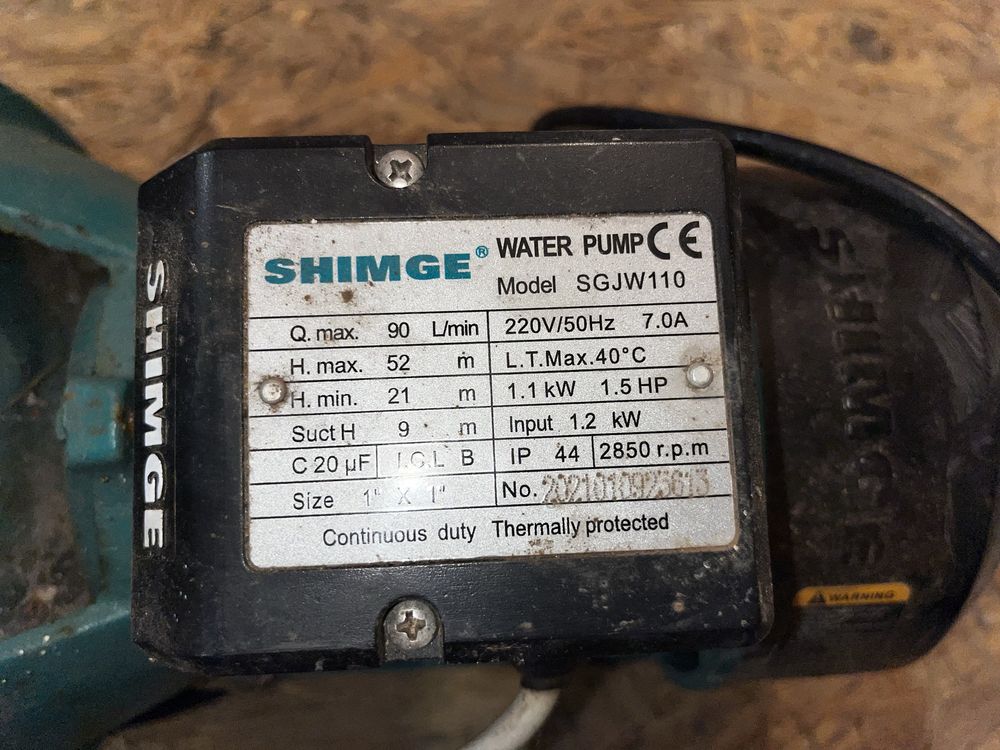 SHIMGE
SHIMGE® WATER PUMP CE
Model SGJW110
Q. max. 90 L/min 220V/50Hz 7.0A
H. max. 52 m L.T.Max.40°C
H. min. 21 m 1.1 kW 1.5 HP
Suct H 9 m Input 1.2 kW
C 20 µF I.C.L B IP 44 2850 r.p.m
Size 1" X 1" No. 2021010925613
Continuous duty Thermally protected
SHIMGE
WARNING